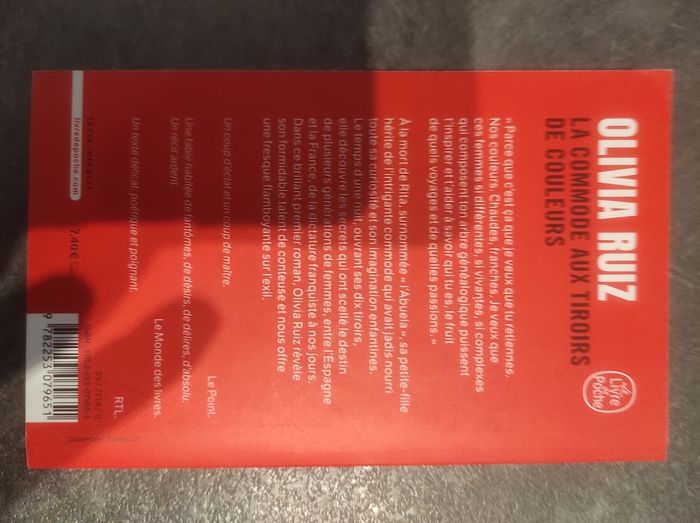 OLIVIA RUIZ
LA COMMODE AUX TIROIRS
DE COULEURS
« Parce que c'est ça que je veux que tu retiennes.
Nos couleurs. Chaudes, franches. Je veux que
ces femmes si différentes, si vivantes, si complexes
qui composent ton arbre généalogique puissent
t'inspirer et t'aider à savoir qui tu es, le fruit
de quels voyages et de quelles passions. »
À la mort de Rita, surnommée « l'Abuela », sa petite-fille
hérite de l'intrigante commode qui avait jadis nourri
toute sa curiosité et son imagination enfantines.
Le temps d'une nuit, ouvrant ses dix tiroirs,
elle découvre les secrets qui ont scellé le destin
de plusieurs générations de femmes, entre l'Espagne
et la France, de la dictature franquiste à nos jours.
Dans ce brillant premier roman, Olivia Ruiz révèle
son formidable talent de conteuse et nous offre
une fresque flamboyante sur l'exil.
Un coup d'éclat et un coup de maître.
Le Point.
Une fable habitée de fantômes, de désirs, de délires, d'absolu.
Un récit ardent.
Le Monde des livres.
Un texte délicat, poétique et poignant.
RTL.
texte intégral
livredepoche.com
7,40 €
Le Livre de Poche
9 782253 079651